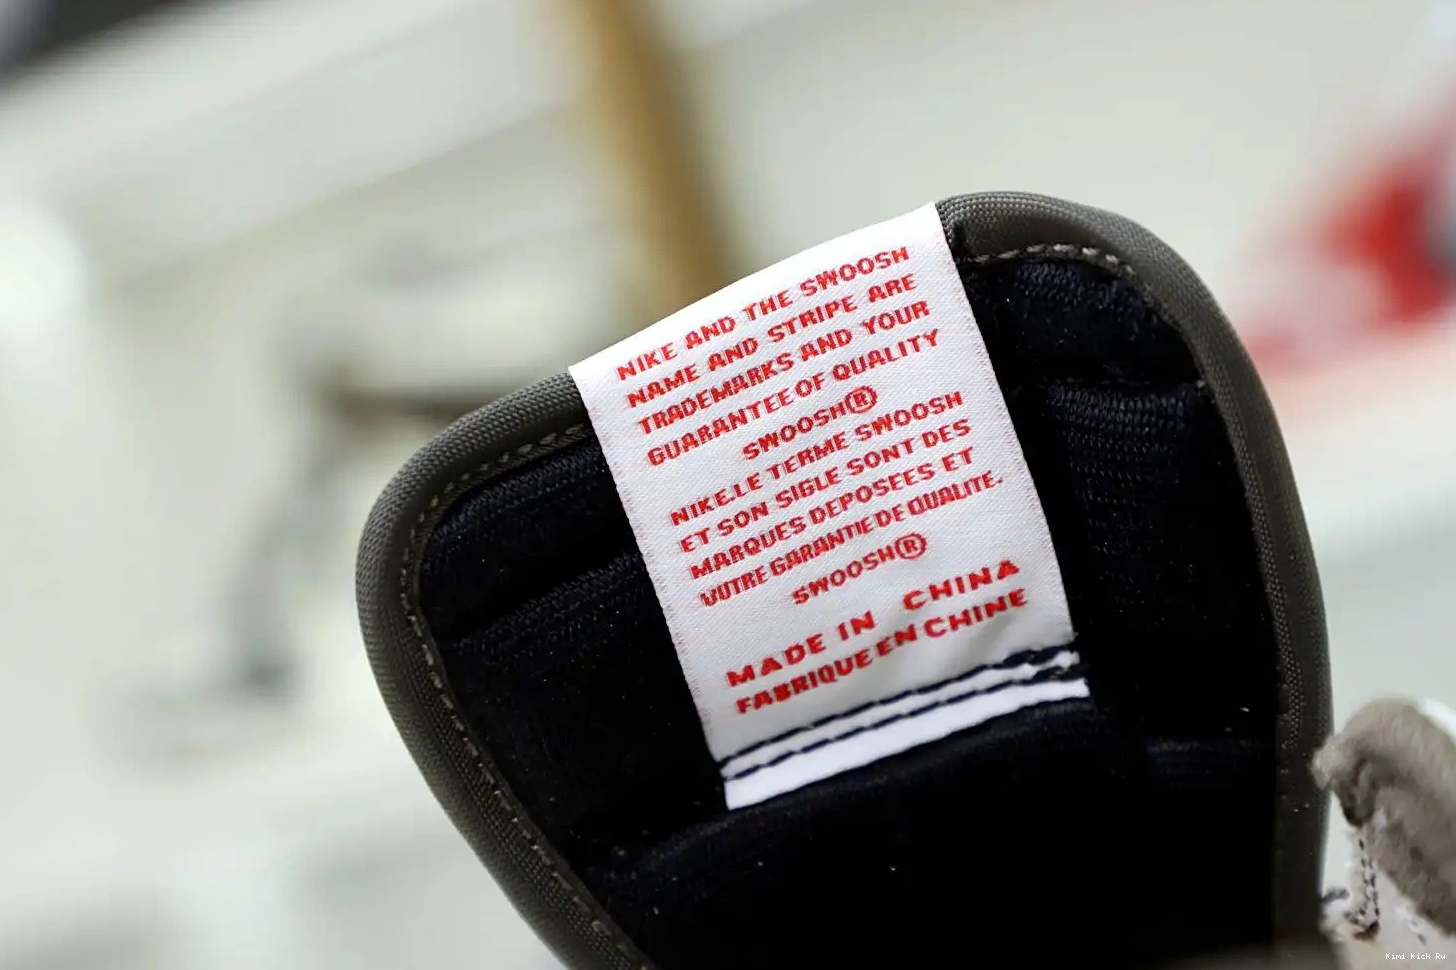 NIKE AND THE SWOOSH
NAME AND STRIPE ARE
TRADEMARKS AND YOUR
GUARANTEE OF QUALITY
SWOOSH®
NIKE.LE TERME SWOOSH
ET SON SIGLE SONT DES
MARQUES DEPOSEES ET
VOTRE GARANTIE DE QUALITE.
SWOOSH®
MADE IN CHINA
FABRIQUE EN CHINE
Kimi Kick Ru